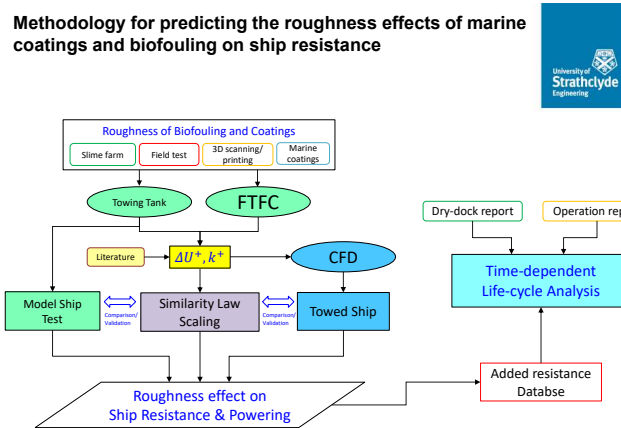 Methodology for predicting the roughness effects of marine
coatings and biofouling on ship resistance
University of
Strathclyde
Engineering
Roughness of Biofouling and Coatings
Slime farm
Field test
3D scanning/
printing
Marine
coatings
Towing Tank
FTFC
Dry-dock report
Operation rep
Literature
ΔU⁺, k⁺
CFD
Time-dependent
Life-cycle Analysis
Model Ship
Test
Comparison/
Validation
Similarity Law
Scaling
Comparison/
Validation
Towed Ship
Added resistance
Databse
Roughness effect on
Ship Resistance & Powering